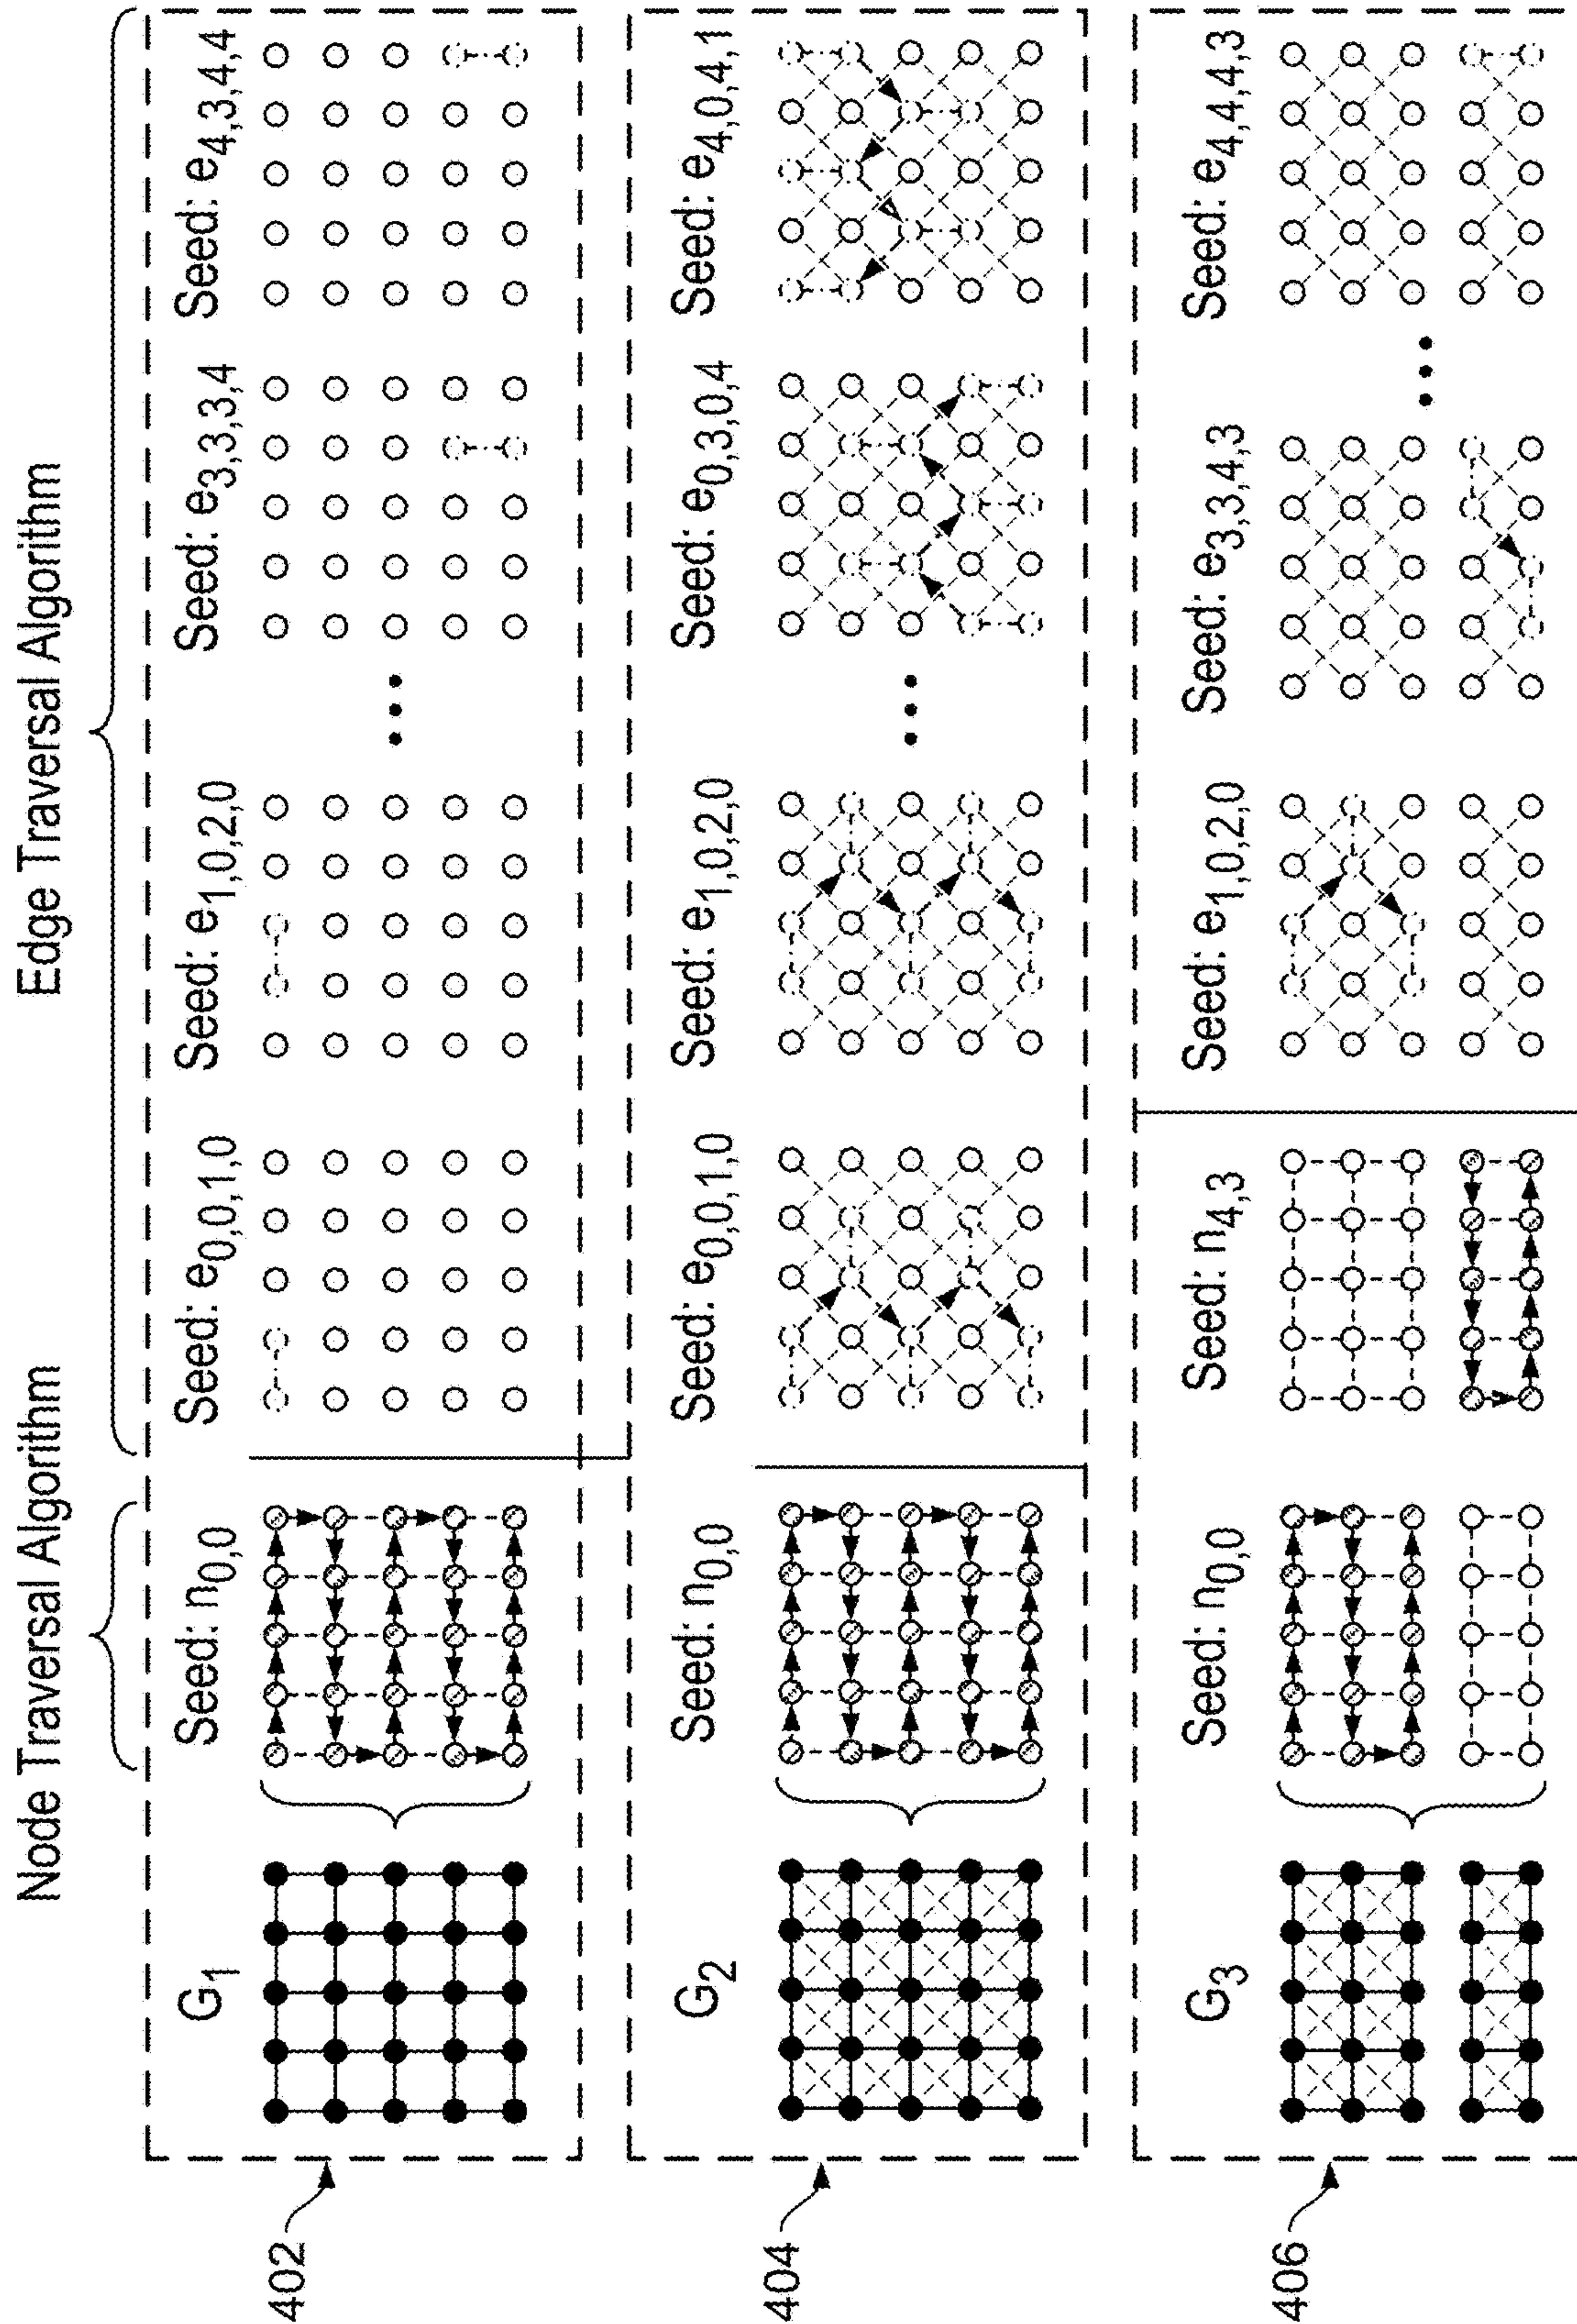 Node Traversal Algorithm
Edge Traversal Algorithm
402
G1
Seed: n0,0
Seed: e0,0,1,0
Seed: e1,0,2,0
Seed: e3,3,3,4
Seed: e4,3,4,4
404
G2
Seed: n0,0
Seed: e0,0,1,0
Seed: e1,0,2,0
Seed: e0,3,0,4
Seed: e4,0,4,1
406
G3
Seed: n0,0
Seed: n4,3
Seed: e1,0,2,0
Seed: e3,3,4,3
Seed: e4,4,4,3